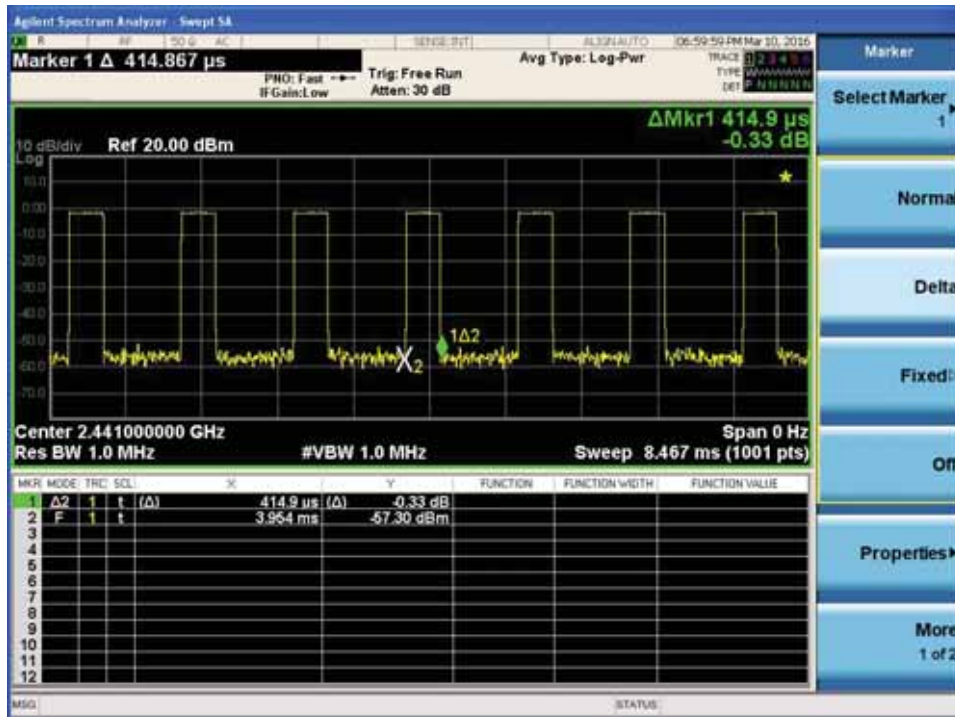 Agilent Spectrum Analyzer - Swept SA
R RF 50 Ω AC SENSE:INT ALIGNAUTO 06:59:59 PM Mar 10, 2016
Marker 1 Δ 414.867 µs
PNO: Fast
IFGain:Low
Trig: Free Run
Atten: 30 dB
Avg Type: Log-Pwr
TRACE 1 2 3 4 5 6
TYPE
DET P N N N N N
ΔMkr1 414.9 µs
-0.33 dB
10 dB/div Ref 20.00 dBm
Log
10.0
0.00
-10.0
-20.0
-30.0
-40.0
-50.0
-60.0
-70.0
1Δ2
2
Center 2.441000000 GHz Span 0 Hz
Res BW 1.0 MHz #VBW 1.0 MHz Sweep 8.467 ms (1001 pts)
MKR MODE TRC SCL X Y FUNCTION FUNCTION WIDTH FUNCTION VALUE
1 Δ2 1 t (Δ) 414.9 µs (Δ) -0.33 dB
2 F 1 t 3.954 ms -57.30 dBm
3
4
5
6
7
8
9
10
11
12
MSG STATUS
Marker
Select Marker
1
Normal
Delta
Fixed
Off
Properties
More
1 of 2